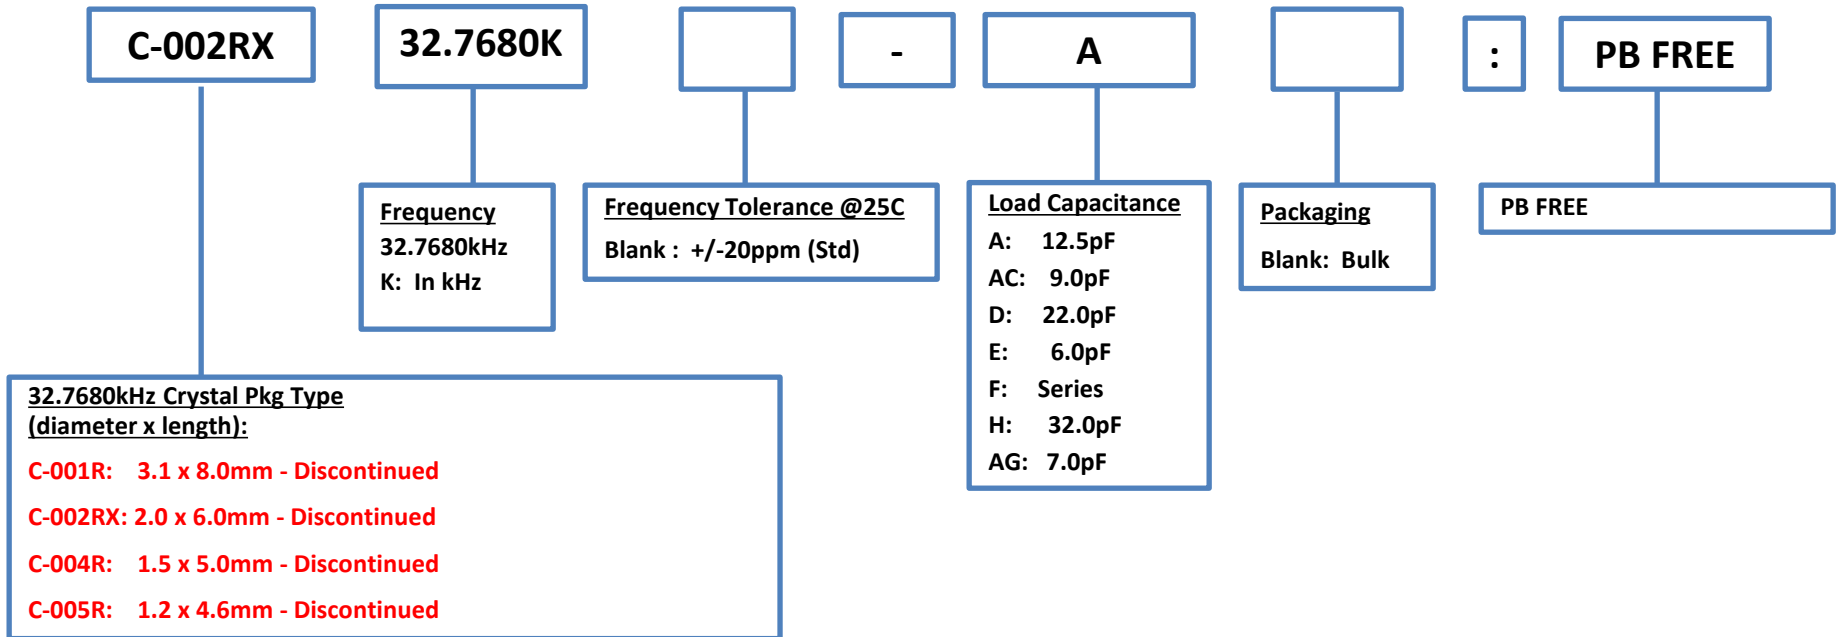 C-002RX 32.7680K - A : PB FREE
Frequency
32.7680kHz
K: In kHz
Frequency Tolerance @25C
Blank : +/-20ppm (Std)
Load Capacitance
A: 12.5pF
AC: 9.0pF
D: 22.0pF
E: 6.0pF
F: Series
H: 32.0pF
AG: 7.0pF
Packaging
Blank: Bulk
PB FREE
32.7680kHz Crystal Pkg Type
(diameter x length):
C-001R: 3.1 x 8.0mm - Discontinued
C-002RX: 2.0 x 6.0mm - Discontinued
C-004R: 1.5 x 5.0mm - Discontinued
C-005R: 1.2 x 4.6mm - Discontinued